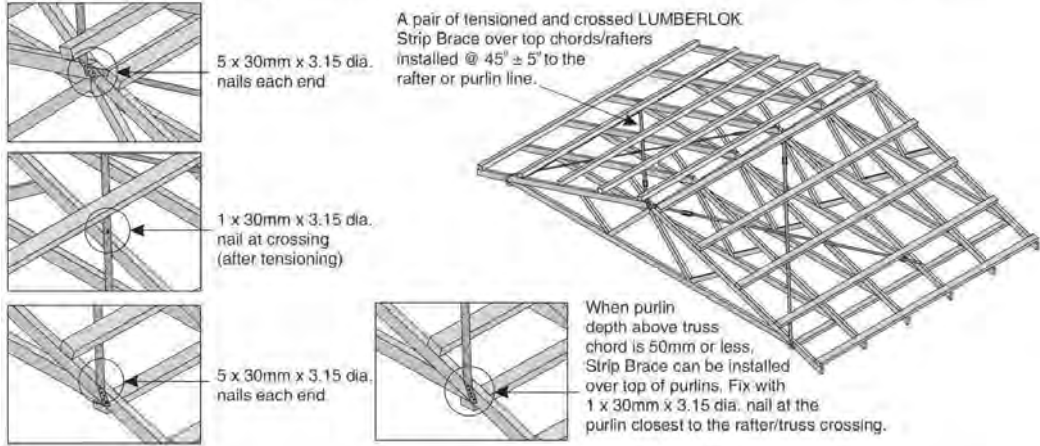 A pair of tensioned and crossed LUMBERLOK
Strip Brace over top chords/rafters
installed @ 45° ± 5° to the
rafter or purlin line.
5 x 30mm x 3.15 dia.
nails each end
1 x 30mm x 3.15 dia.
nail at crossing
(after tensioning)
5 x 30mm x 3.15 dia.
nails each end
When purlin
depth above truss
chord is 50mm or less,
Strip Brace can be installed
over top of purlins. Fix with
1 x 30mm x 3.15 dia. nail at the
purlin closest to the rafter/truss crossing.